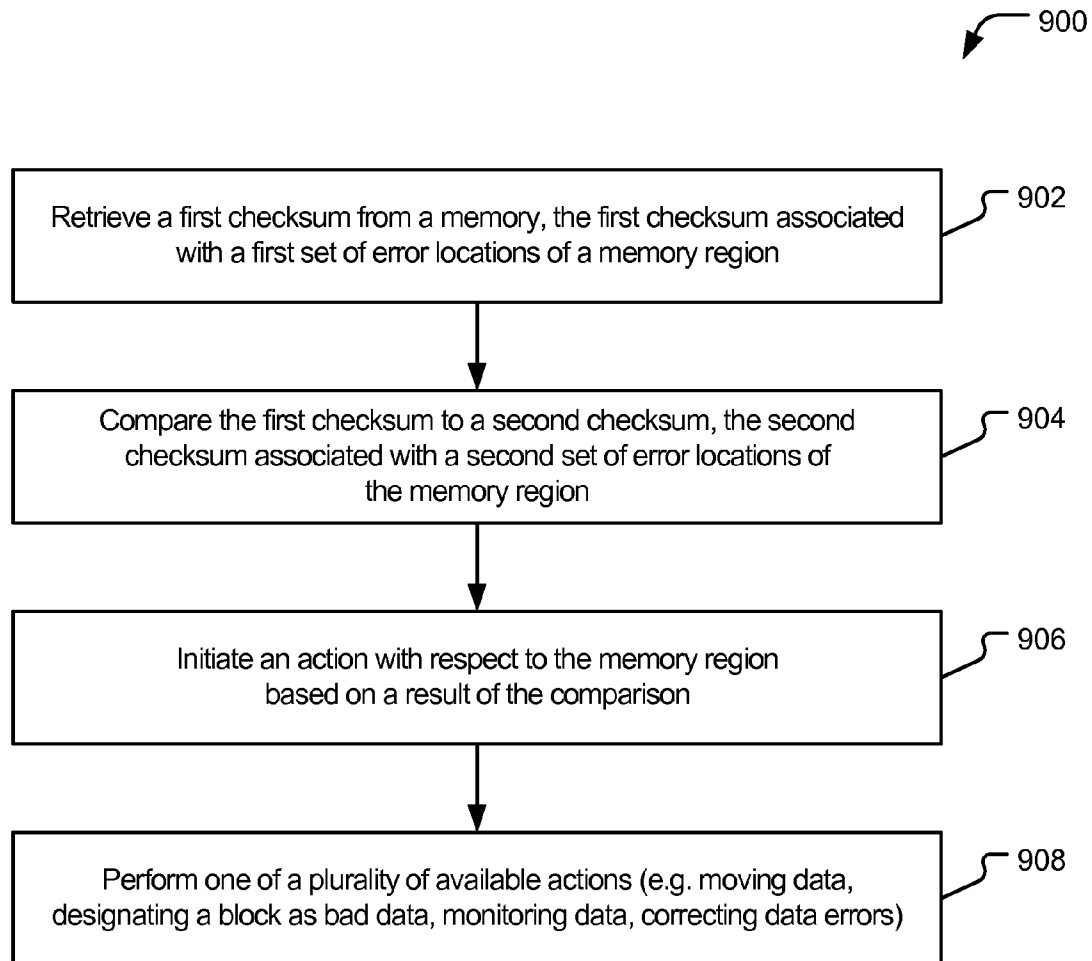 900
Retrieve a first checksum from a memory, the first checksum associated
with a first set of error locations of a memory region
902
Compare the first checksum to a second checksum, the second
checksum associated with a second set of error locations of
the memory region
904
Initiate an action with respect to the memory region
based on a result of the comparison
906
Perform one of a plurality of available actions (e.g. moving data,
designating a block as bad data, monitoring data, correcting data errors)
908